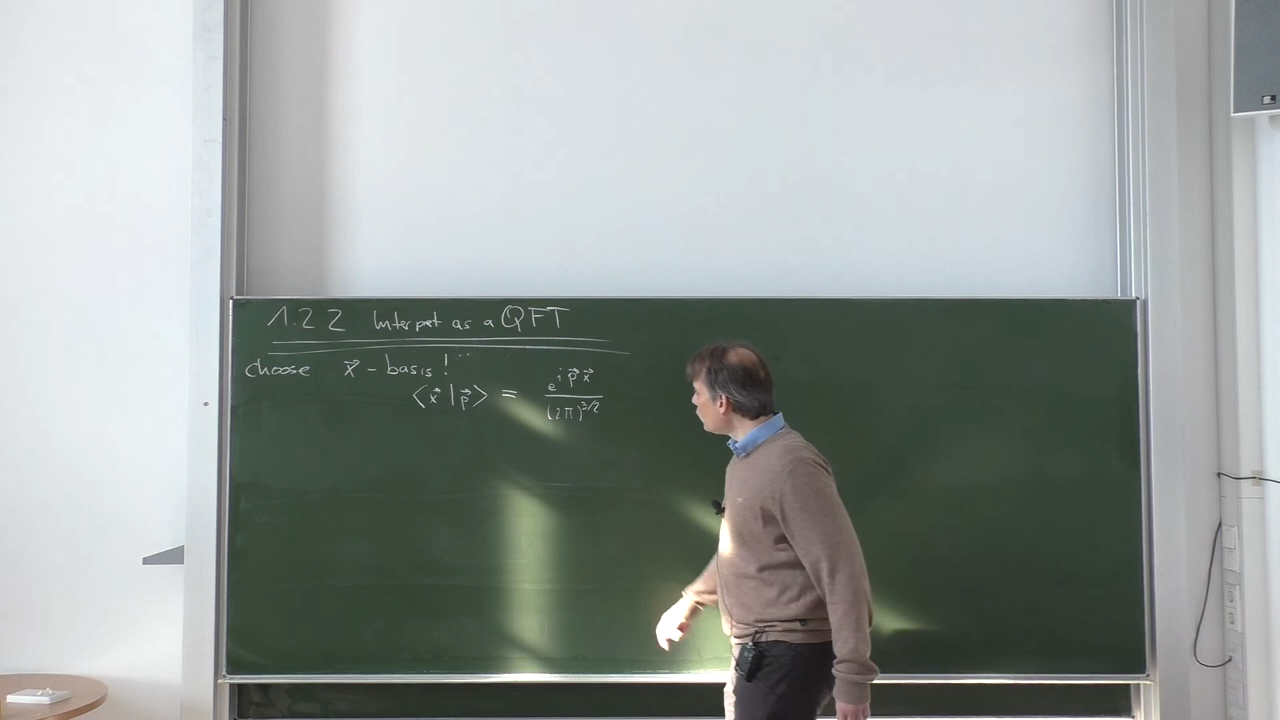 1.2.2 Interpret as a QFT
choose x⃗ - basis!
⟨x⃗ | p⃗⟩ = e^{i p⃗ x⃗} / (2π)^{3/2}